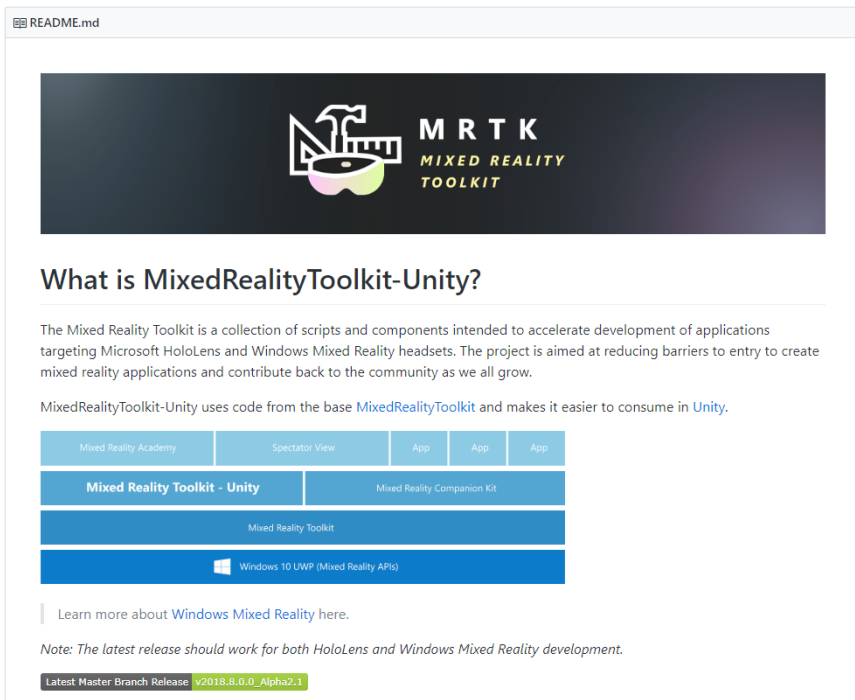 README.md
MRTK
MIXED REALITY
TOOLKIT
What is MixedRealityToolkit-Unity?
The Mixed Reality Toolkit is a collection of scripts and components intended to accelerate development of applications
targeting Microsoft HoloLens and Windows Mixed Reality headsets. The project is aimed at reducing barriers to entry to create
mixed reality applications and contribute back to the community as we all grow.
MixedRealityToolkit-Unity uses code from the base MixedRealityToolkit and makes it easier to consume in Unity.
Mixed Reality Academy Spectator View App App App
Mixed Reality Toolkit - Unity Mixed Reality Companion Kit
Mixed Reality Toolkit
Windows 10 UWP (Mixed Reality APIs)
Learn more about Windows Mixed Reality here.
Note: The latest release should work for both HoloLens and Windows Mixed Reality development.
Latest Master Branch Release v2018.8.0.0_Alpha2.1